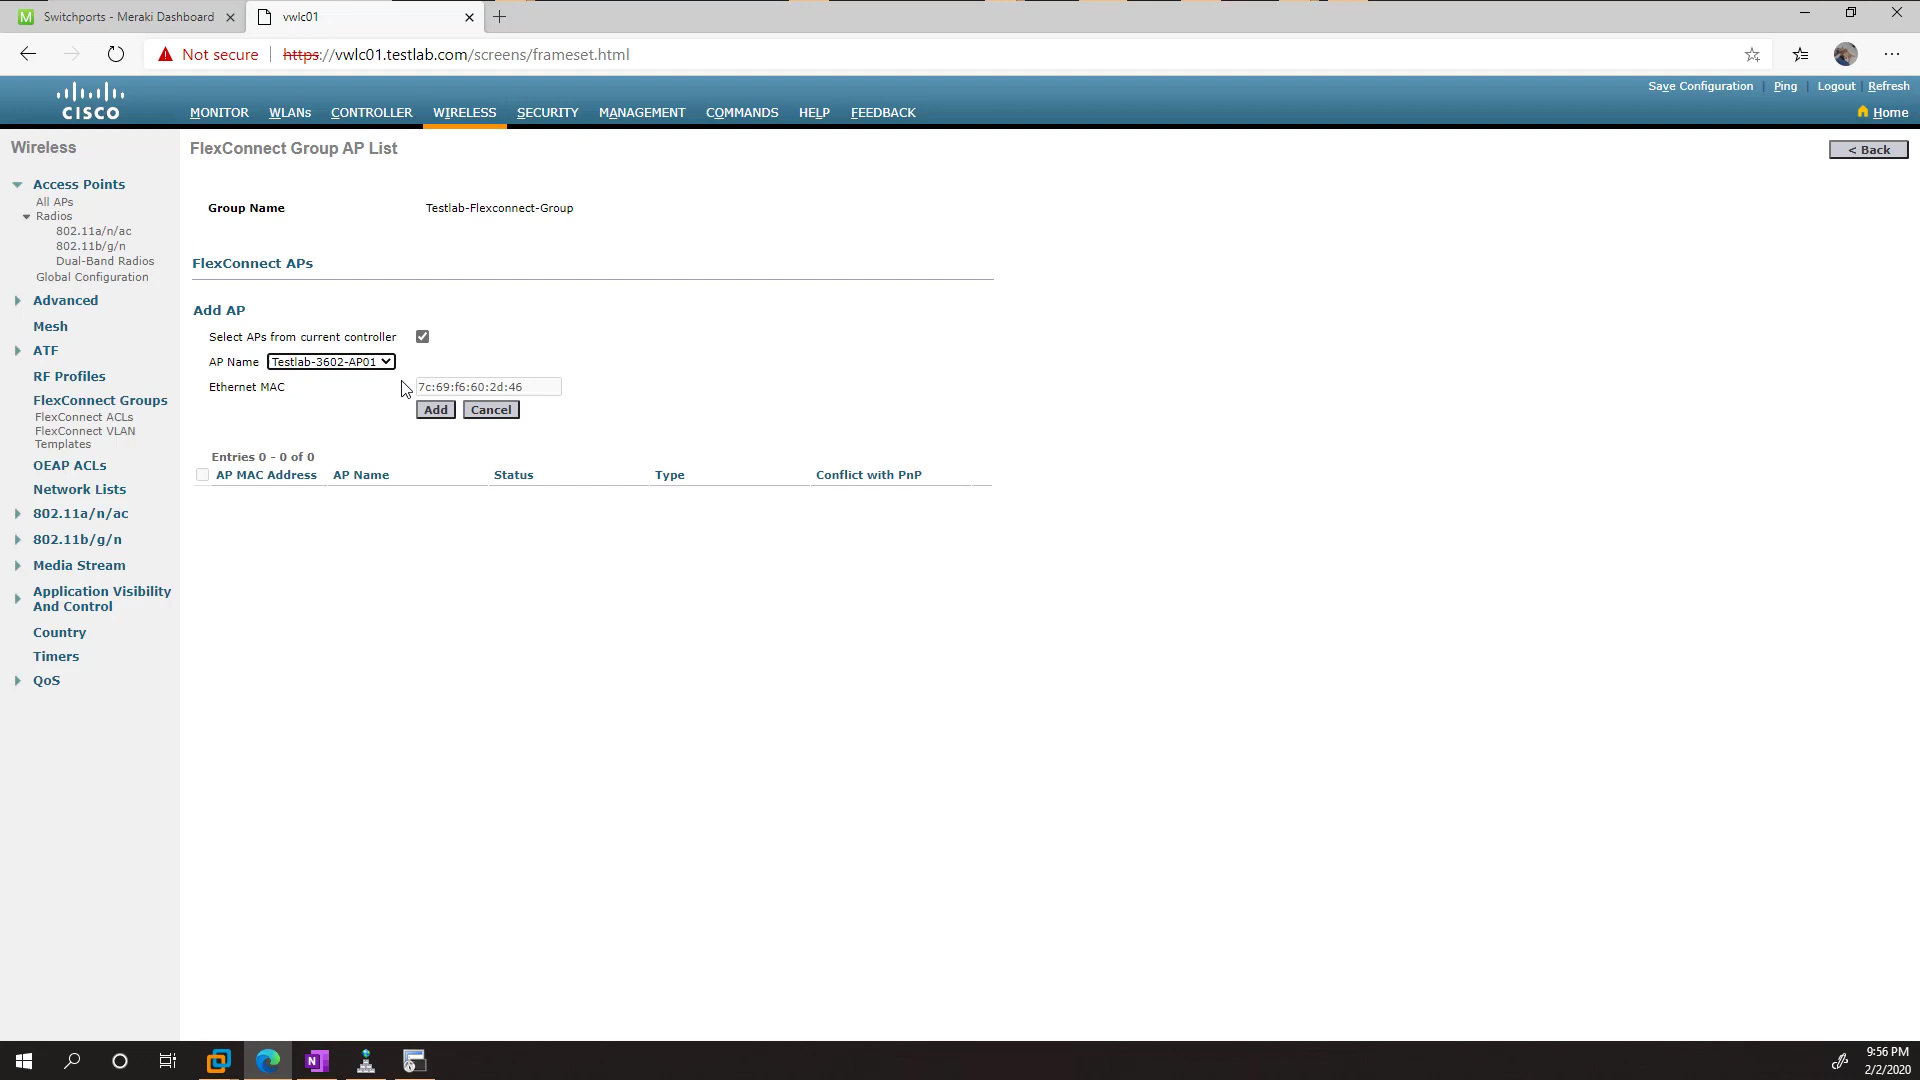 Switchports - Meraki Dashboard
vwlc01
Not secure
https://vwlc01.testlab.com/screens/frameset.html
Save Configuration
Ping
Logout
Refresh
CISCO
MONITOR
WLANs
CONTROLLER
WIRELESS
SECURITY
MANAGEMENT
COMMANDS
HELP
FEEDBACK
Home
Wireless
FlexConnect Group AP List
< Back
Access Points
All APs
Radios
802.11a/n/ac
802.11b/g/n
Dual-Band Radios
Global Configuration
Advanced
Mesh
ATF
RF Profiles
FlexConnect Groups
FlexConnect ACLs
FlexConnect VLAN
Templates
OEAP ACLs
Network Lists
802.11a/n/ac
802.11b/g/n
Media Stream
Application Visibility
And Control
Country
Timers
QoS
Group Name
Testlab-Flexconnect-Group
FlexConnect APs
Add AP
Select APs from current controller
AP Name
Testlab-3602-AP01
Ethernet MAC
7c:69:f6:60:2d:46
Add
Cancel
Entries 0 - 0 of 0
AP MAC Address
AP Name
Status
Type
Conflict with PnP
9:56 PM
2/2/2020